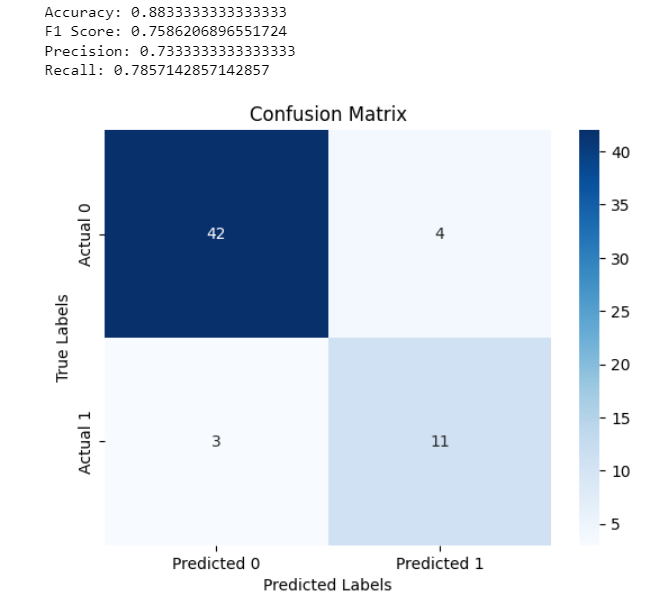 Accuracy: 0.8833333333333333
F1 Score: 0.7586206896551724
Precision: 0.7333333333333333
Recall: 0.7857142857142857
Confusion Matrix
True Labels
Actual 0
42
4
Actual 1
3
11
Predicted 0
Predicted 1
Predicted Labels
40
35
30
25
20
15
10
5